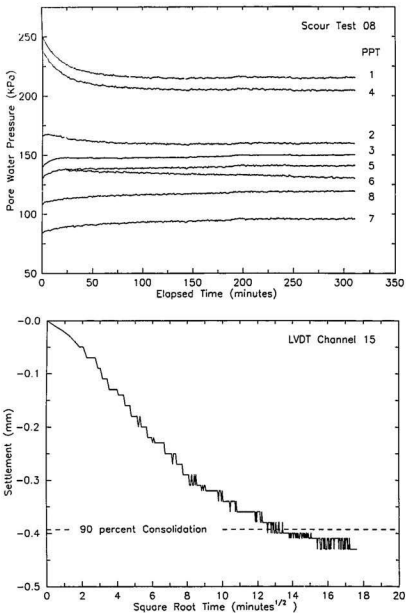 Scour Test 08
PPT
1
4
2
3
5
6
8
7
250
200
150
100
50
Pore Water Pressure (KPa)
0 50 100 150 200 250 300 350
Elapsed Time (minutes)
LVDT Channel 15
-0.0
-0.1
-0.2
-0.3
-0.4
-0.5
Settlement (mm)
90 percent Consolidation
0 2 4 6 8 10 12 14 16 18 20
Square Root Time (minutes1/2)